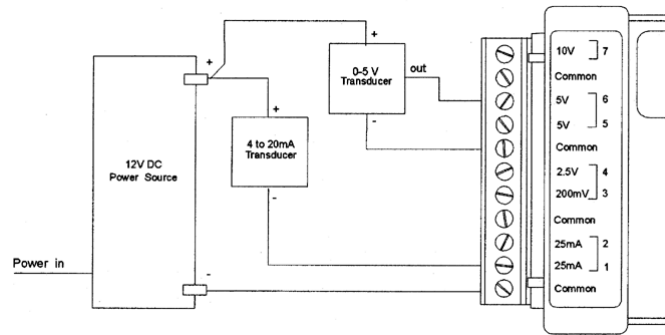 +
+
0-5 V
Transducer
out
-
+
4 to 20mA
Transducer
-
12V DC
Power Source
Power in
-
10V 7
Common
5V 6
5V 5
Common
2.5V 4
200mV 3
Common
25mA 2
25mA 1
Common